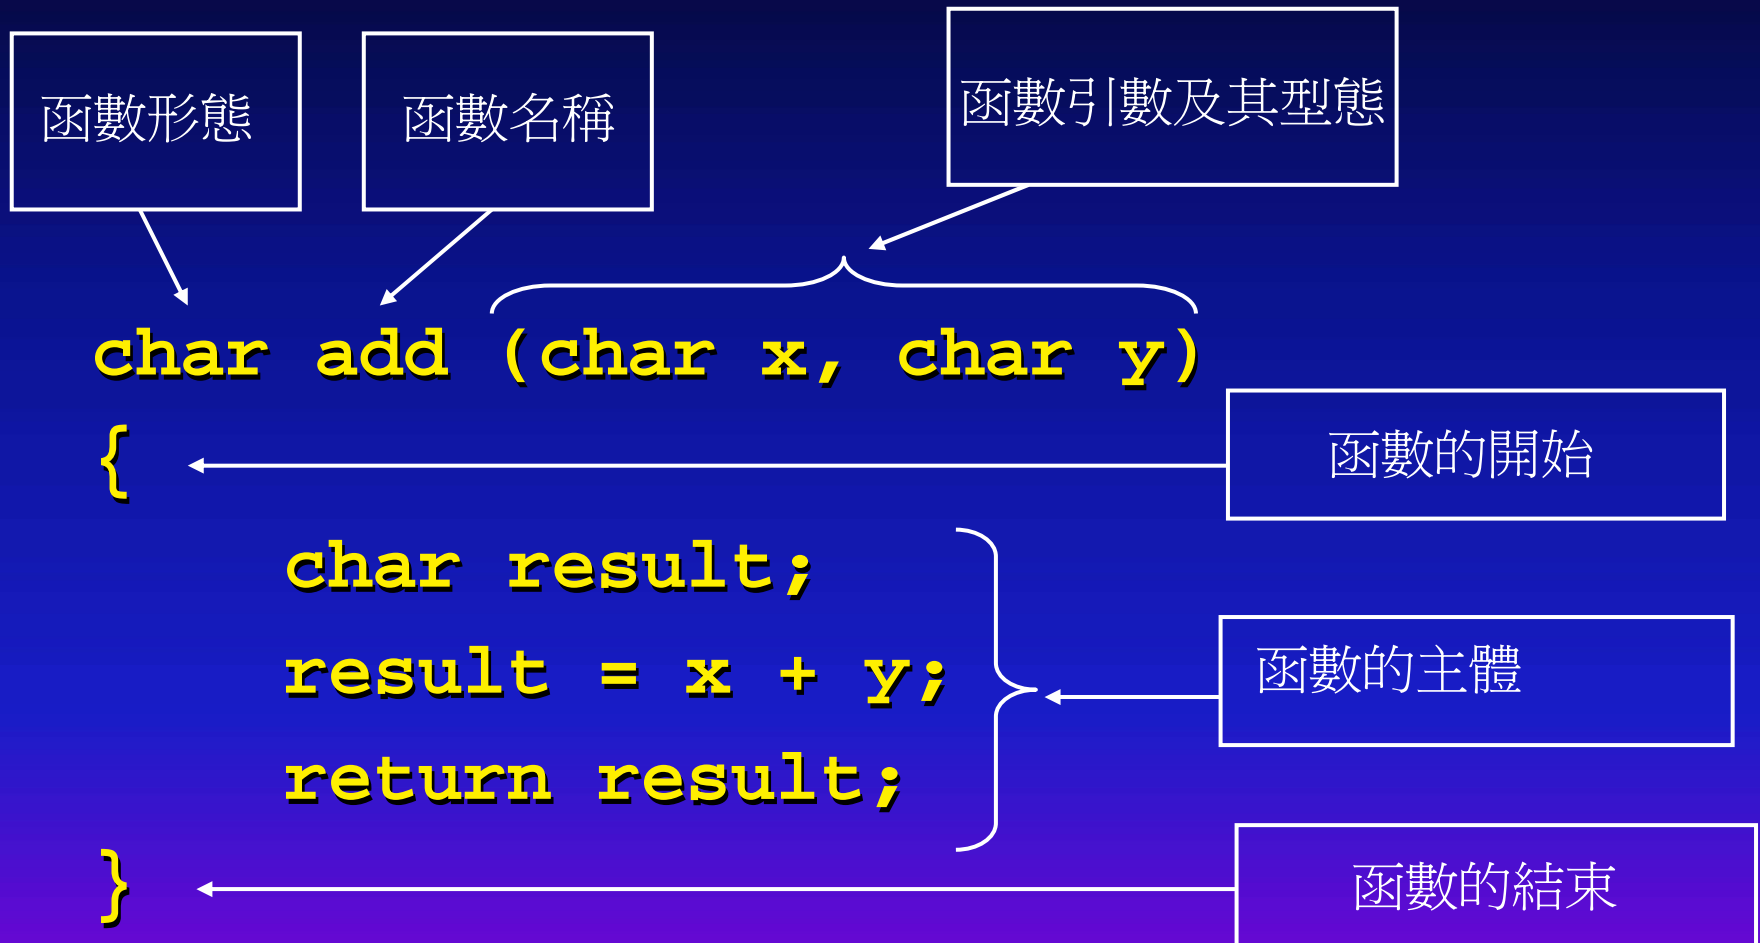 函數形態
函數名稱
函數引數及其型態
char add (char x, char y)
{
函數的開始
char result;
result = x + y;
函數的主體
return result;
}
函數的結束